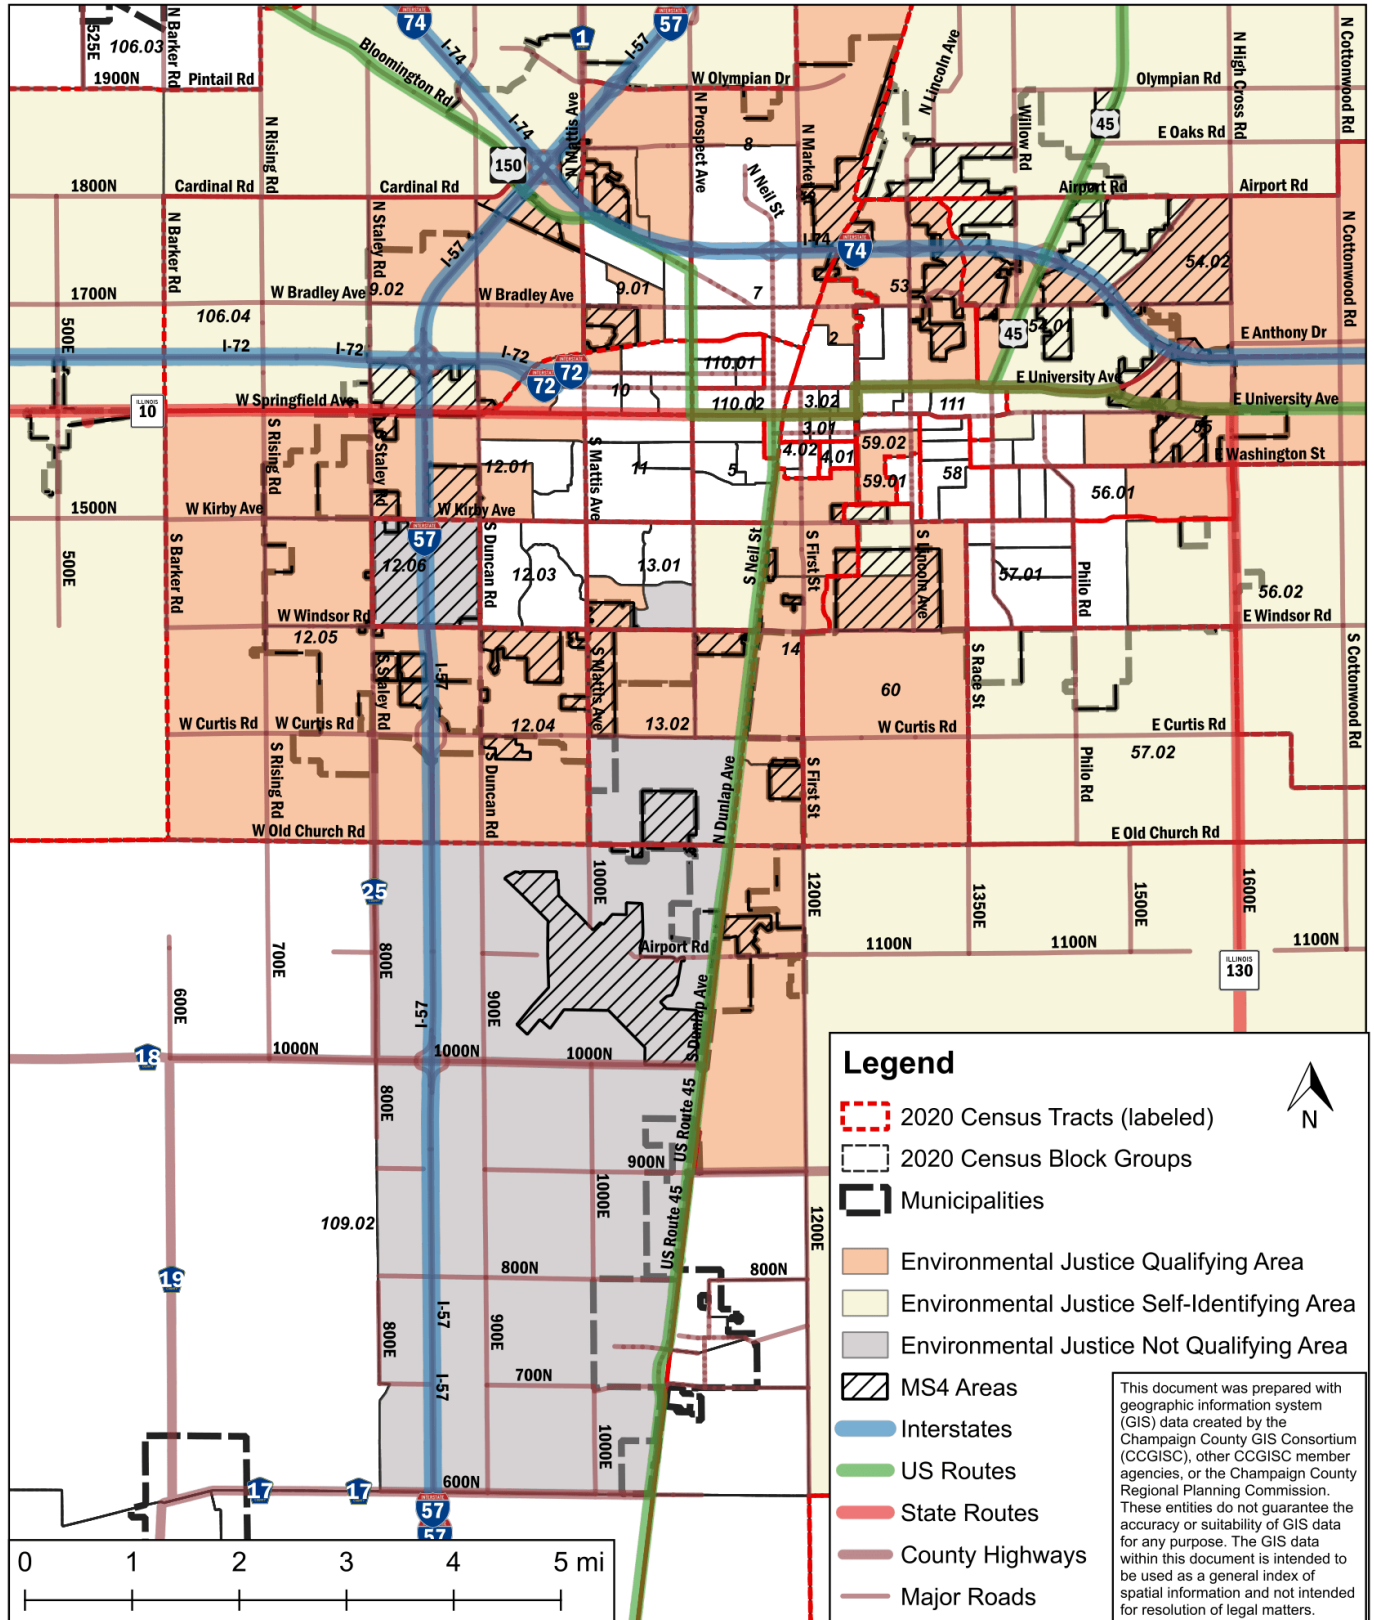 74
57
1
525E
N Barker Rd
106.03
1900N
Pintail Rd
Bloomington Rd
I-74
I-57
W Olympian Dr
N Lincoln Ave
Olympian Rd
N High Cross Rd
N Cottonwood Rd
N Mattis Ave
N Prospect Ave
N Market St
Willow Rd
45
E Oaks Rd
8
I-74
150
N Rising Rd
N Neil St
1800N
Cardinal Rd
Cardinal Rd
Airport Rd
Airport Rd
N Barker Rd
N Staley Rd
I-57
I-74
74
N Cottonwood Rd
54.02
1700N
W Bradley Ave
9.02
W Bradley Ave
9.01
7
53
106.04
500E
45
54.01
E Anthony Dr
2
I-72
I-72
I-72
72
72
110.01
E University Ave
10
W Springfield Ave
10
110.02
3.02
111
E University Ave
ILLINOIS
10
3.01
55
S Rising Rd
S Staley Rd
12.01
S Mattis Ave
11
5
4.02
4.01
59.02
59.01
58
E Washington St
56.01
1500N
W Kirby Ave
W Kirby Ave
57
500E
S Barker Rd
12.06
S Duncan Rd
12.03
13.01
S Neil St
S First St
S Lincoln Ave
57.01
Philo Rd
56.02
W Windsor Rd
E Windsor Rd
12.05
14
S Staley Rd
I-57
S Mattis Ave
60
S Race St
S Cottonwood Rd
W Curtis Rd
W Curtis Rd
12.04
13.02
W Curtis Rd
E Curtis Rd
57.02
S Rising Rd
S Duncan Rd
N Dunlap Ave
S First St
Philo Rd
W Old Church Rd
E Old Church Rd
25
1000E
1200E
1350E
1500E
1600E
700E
800E
Airport Rd
1100N
1100N
1100N
ILLINOIS
130
600E
I-57
900E
S Dunlap Ave
18
1000N
1000N
1000N
800E
US Route 45
900N
1000E
109.02
US Route 45
1200E
19
800N
800N
800E
I-57
900E
700N
I-57
1000E
17
17
600N
57
57
0 1 2 3 4 5 mi
Legend
N
2020 Census Tracts (labeled)
2020 Census Block Groups
Municipalities
Environmental Justice Qualifying Area
Environmental Justice Self-Identifying Area
Environmental Justice Not Qualifying Area
MS4 Areas
Interstates
US Routes
State Routes
County Highways
Major Roads
This document was prepared with
geographic information system
(GIS) data created by the
Champaign County GIS Consortium
(CCGISC), other CCGISC member
agencies, or the Champaign County
Regional Planning Commission.
These entities do not guarantee the
accuracy or suitability of GIS data
for any purpose. The GIS data
within this document is intended to
be used as a general index of
spatial information and not intended
for resolution of legal matters.